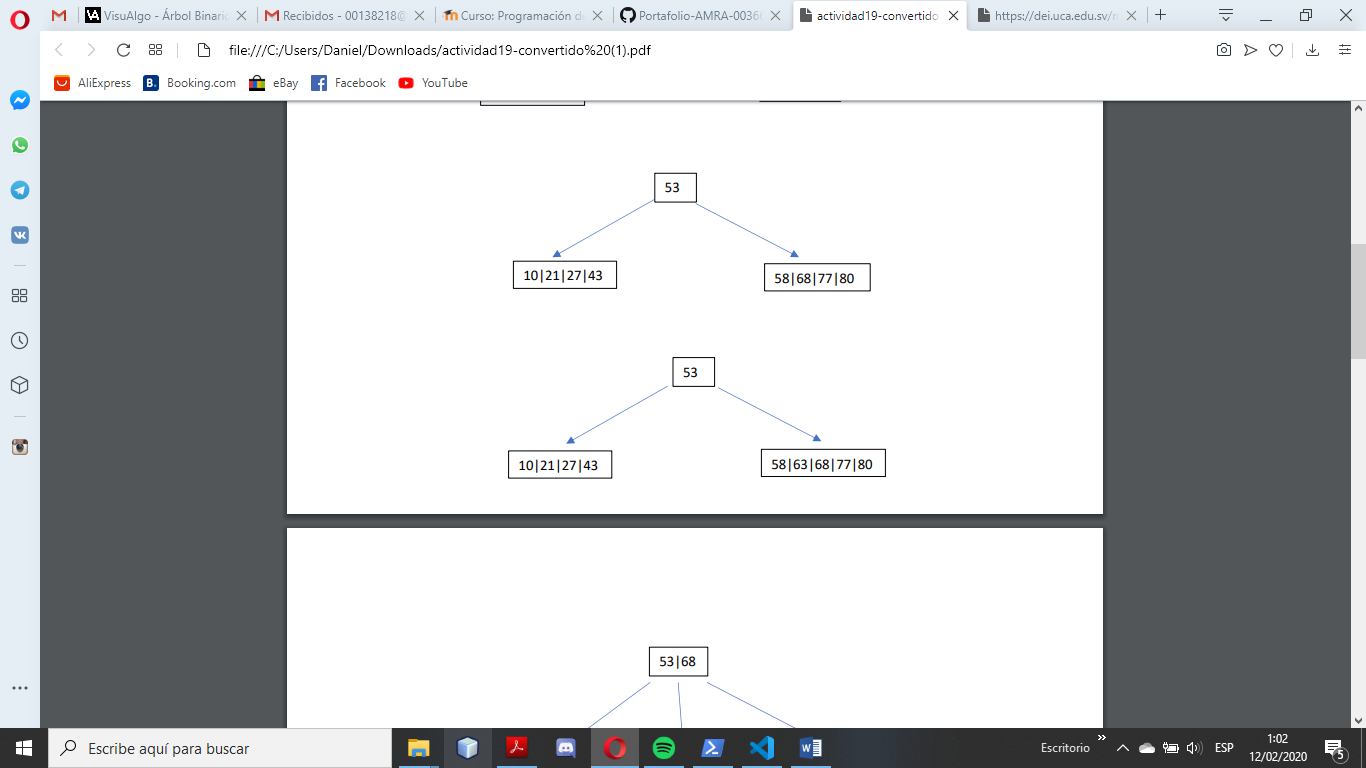 VisuAlgo - Árbol Binari
Recibidos - 00138218@
Curso: Programación d
Portafolio-AMRA-0036
actividad19-convertido
https://dei.uca.edu.sv/
file:///C:/Users/Daniel/Downloads/actividad19-convertido%20(1).pdf
AliExpress
Booking.com
eBay
Facebook
YouTube
53
10|21|27|43
58|68|77|80
53
10|21|27|43
58|63|68|77|80
53|68
Escribe aquí para buscar
Escritorio
ESP
1:02
12/02/2020
5